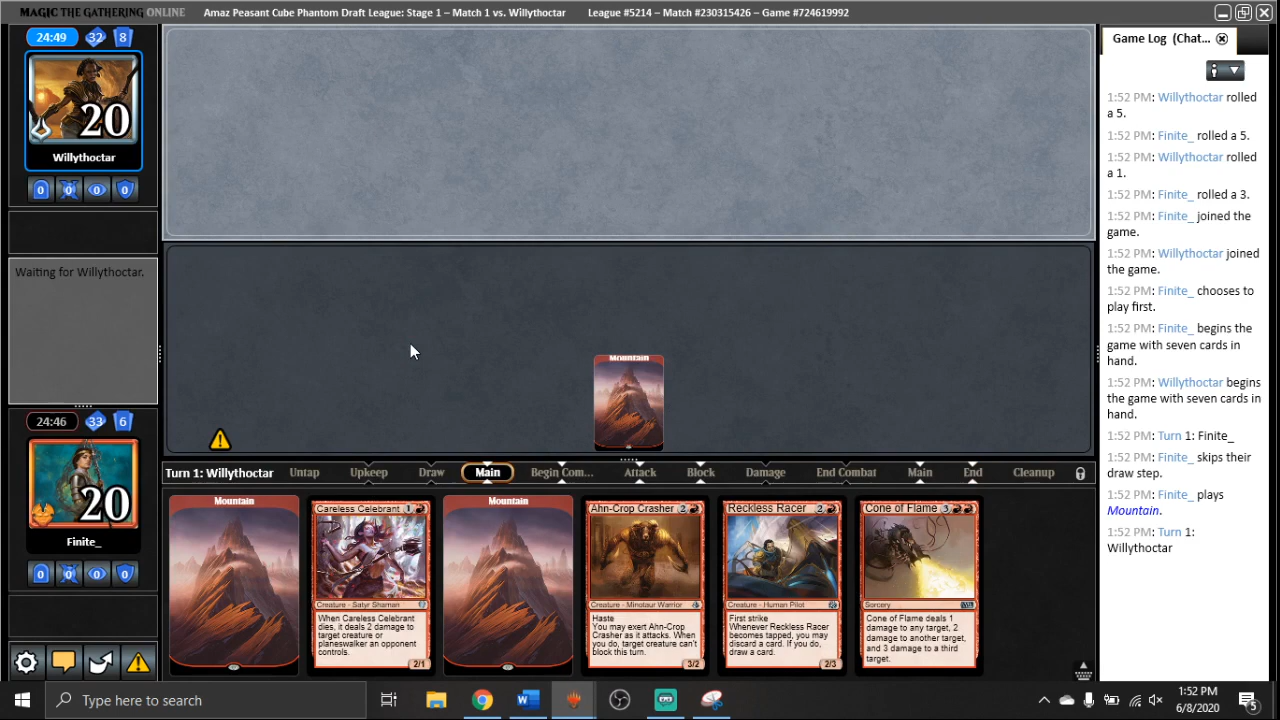 MAGIC THE GATHERING ONLINE Amaz Peasant Cube Phantom Draft League: Stage 1 – Match 1 vs. Willythoctar League #5214 – Match #230315426 – Game #724619992
24:49 32 8
20
Willythoctar
0 0 0 0
Waiting for Willythoctar.
24:46 33 6
20
Finite_
0 0 0 0
Mountain
Turn 1: Willythoctar Untap Upkeep Draw Main Begin Com... Attack Block Damage End Combat Main End Cleanup
Mountain
Careless Celebrant 1
Creature – Satyr Shaman
When Careless Celebrant
dies, it deals 2 damage to
target creature or
planeswalker an opponent
controls.
2/1
Mountain
Ahn-Crop Crasher 2
Creature – Minotaur Warrior
Haste
You may exert Ahn-Crop
Crasher as it attacks. When
you do, target creature can't
block this turn.
3/2
Reckless Racer 2
Creature – Human Pilot
First strike
Whenever Reckless Racer
becomes tapped, you may
discard a card. If you do,
draw a card.
2/3
Cone of Flame 3
Sorcery
Cone of Flame deals 1
damage to any target, 2
damage to another target,
and 3 damage to a third
target.
Game Log (Chat...
1:52 PM: Willythoctar rolled
a 5.
1:52 PM: Finite_ rolled a 5.
1:52 PM: Willythoctar rolled
a 1.
1:52 PM: Finite_ rolled a 3.
1:52 PM: Finite_ joined the
game.
1:52 PM: Willythoctar joined
the game.
1:52 PM: Finite_ chooses to
play first.
1:52 PM: Finite_ begins the
game with seven cards in
hand.
1:52 PM: Willythoctar begins
the game with seven cards in
hand.
1:52 PM: Turn 1: Finite_
1:52 PM: Finite_ skips their
draw step.
1:52 PM: Finite_ plays
Mountain.
1:52 PM: Turn 1:
Willythoctar
Type here to search
1:52 PM
6/8/2020
5